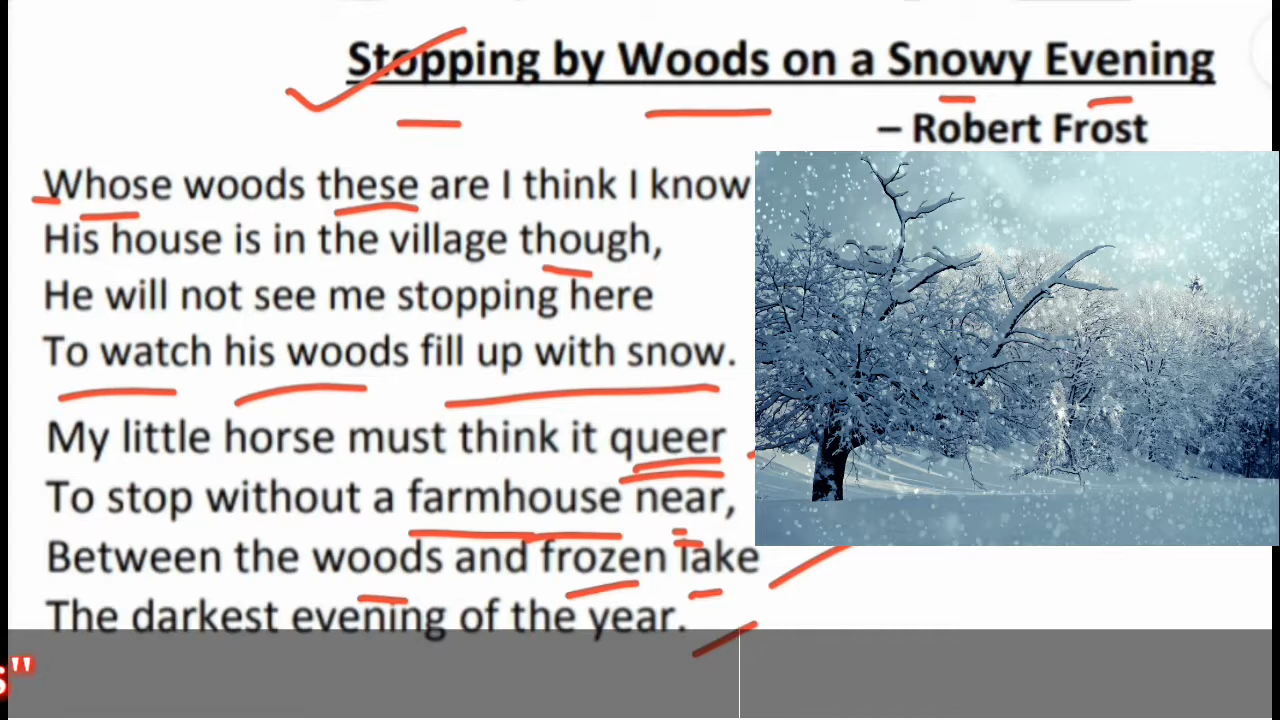 Stopping by Woods on a Snowy Evening
– Robert Frost
Whose woods these are I think I know
His house is in the village though,
He will not see me stopping here
To watch his woods fill up with snow.
My little horse must think it queer
To stop without a farmhouse near,
Between the woods and frozen lake
The darkest evening of the year.
s"